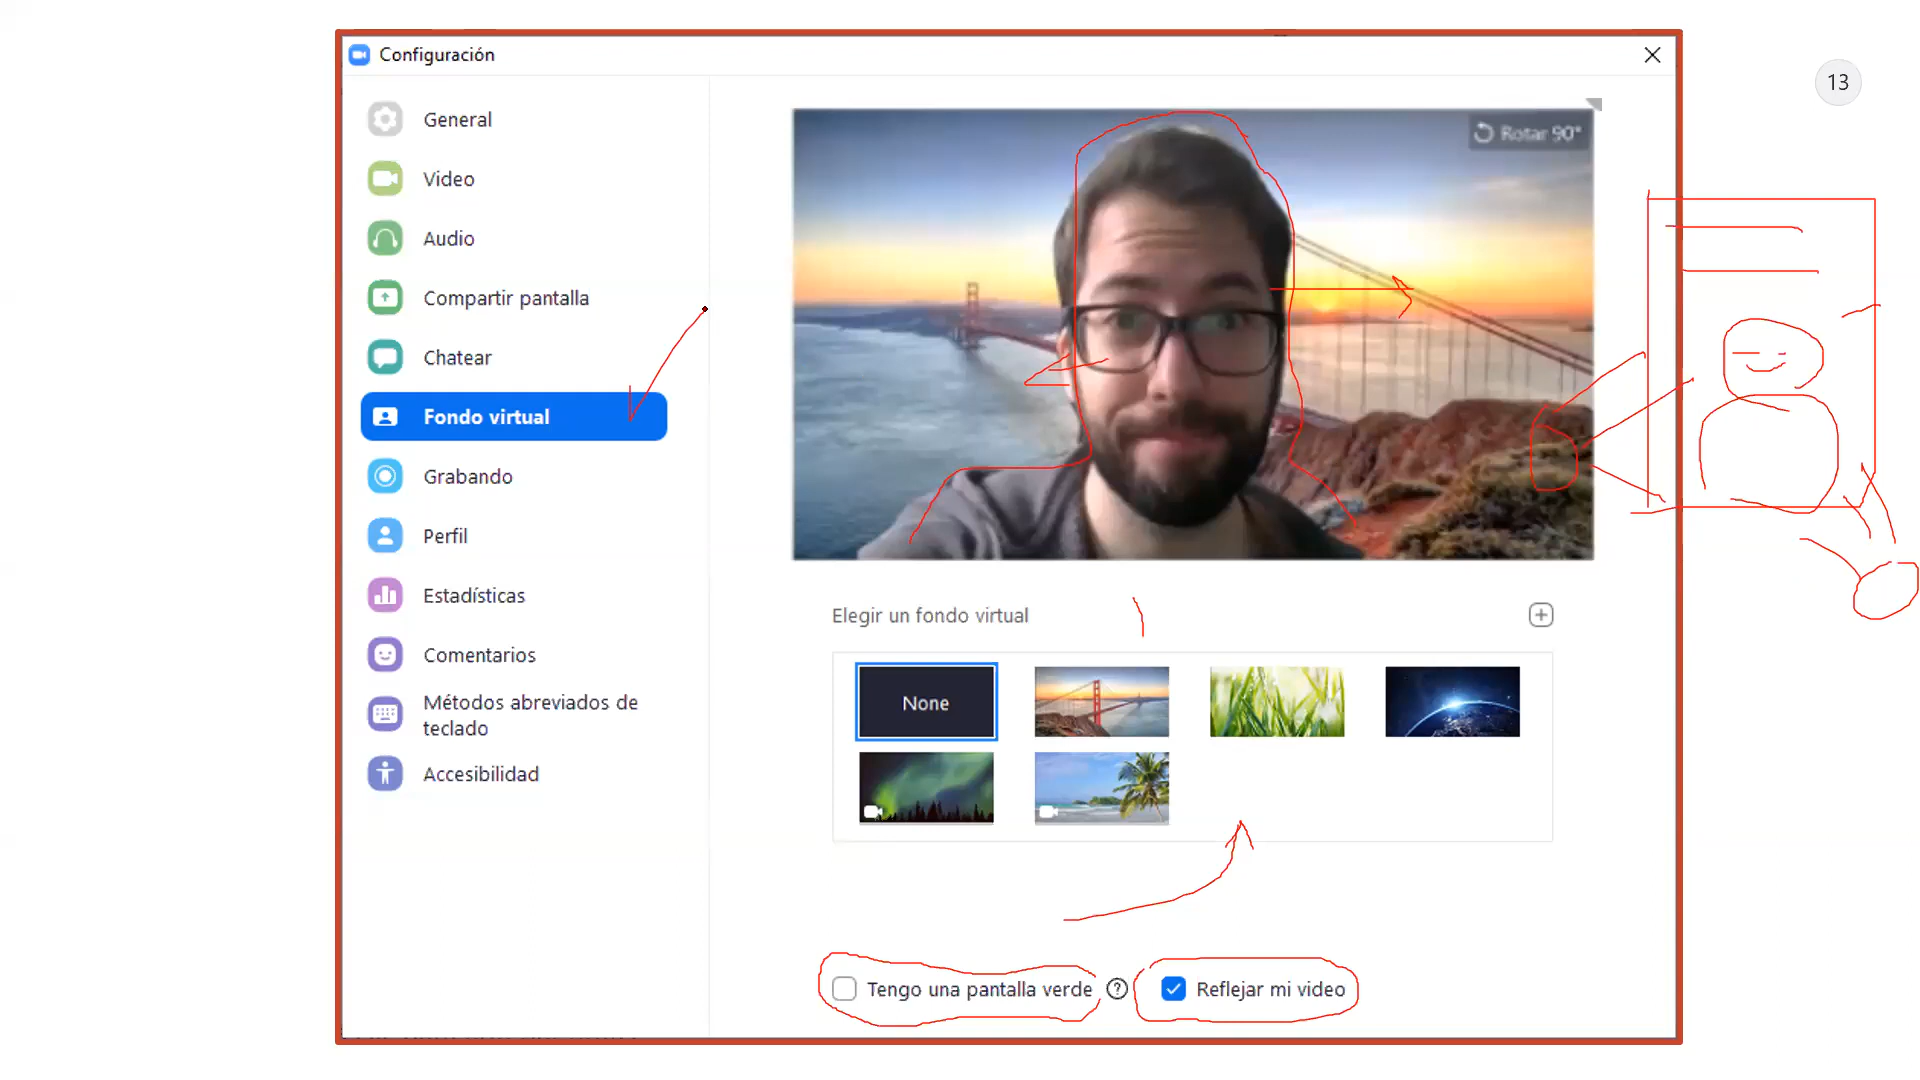 Configuración
13
General
Video
Audio
Compartir pantalla
Chatear
Fondo virtual
Grabando
Perfil
Estadísticas
Comentarios
Métodos abreviados de
teclado
Accesibilidad
Rotar 90°
Elegir un fondo virtual
None
Tengo una pantalla verde
Reflejar mi video